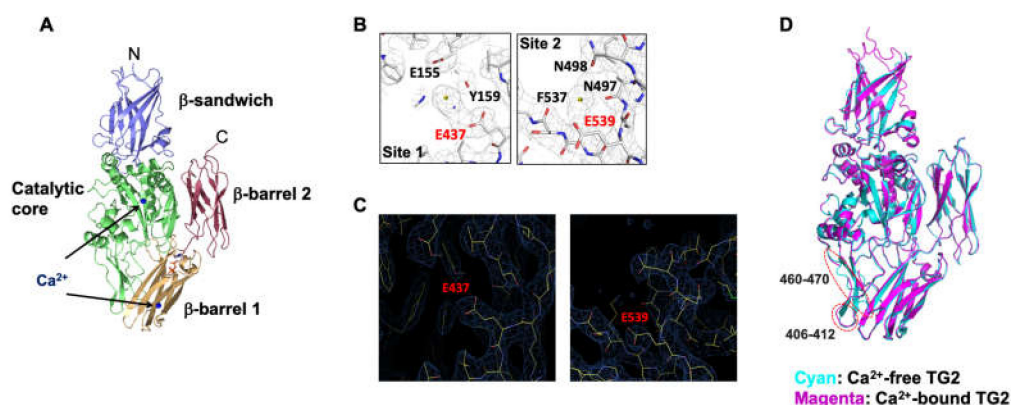 A
N
β-sandwich
C
Catalytic
core
β-barrel 2
Ca²⁺
β-barrel 1
B
Site 1
E155
Y159
E437
Site 2
N498
N497
F537
E539
C
E437
E539
D
460-470
406-412
Cyan: Ca²⁺-free TG2
Magenta: Ca²⁺-bound TG2